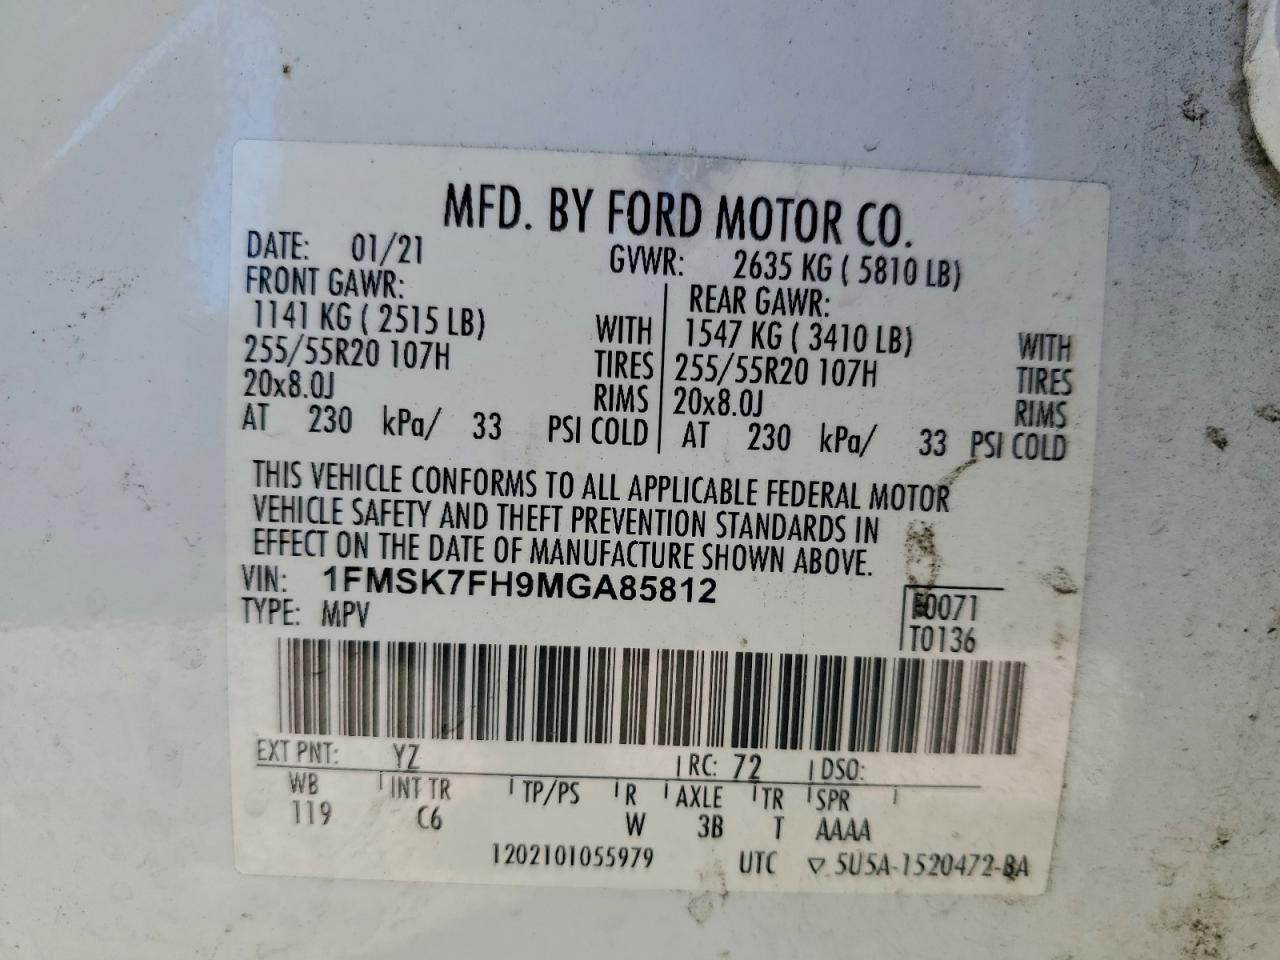 MFD. BY FORD MOTOR CO.
DATE: 01/21 GVWR: 2635 KG ( 5810 LB)
FRONT GAWR: REAR GAWR:
1141 KG ( 2515 LB) WITH 1547 KG ( 3410 LB) WITH
255/55R20 107H TIRES 255/55R20 107H TIRES
20x8.0J RIMS 20x8.0J RIMS
AT 230 kPa/ 33 PSI COLD AT 230 kPa/ 33 PSI COLD
THIS VEHICLE CONFORMS TO ALL APPLICABLE FEDERAL MOTOR
VEHICLE SAFETY AND THEFT PREVENTION STANDARDS IN
EFFECT ON THE DATE OF MANUFACTURE SHOWN ABOVE.
VIN: 1FMSK7FH9MGA85812
TYPE: MPV
T0136
EXT PNT: YZ RC: 72 DSO:
WB INT TR TP/PS R AXLE TR SPR
119 C6 W 3B T AAAA
1202101055979 UTC ▽ 5U5A-1520472-BA